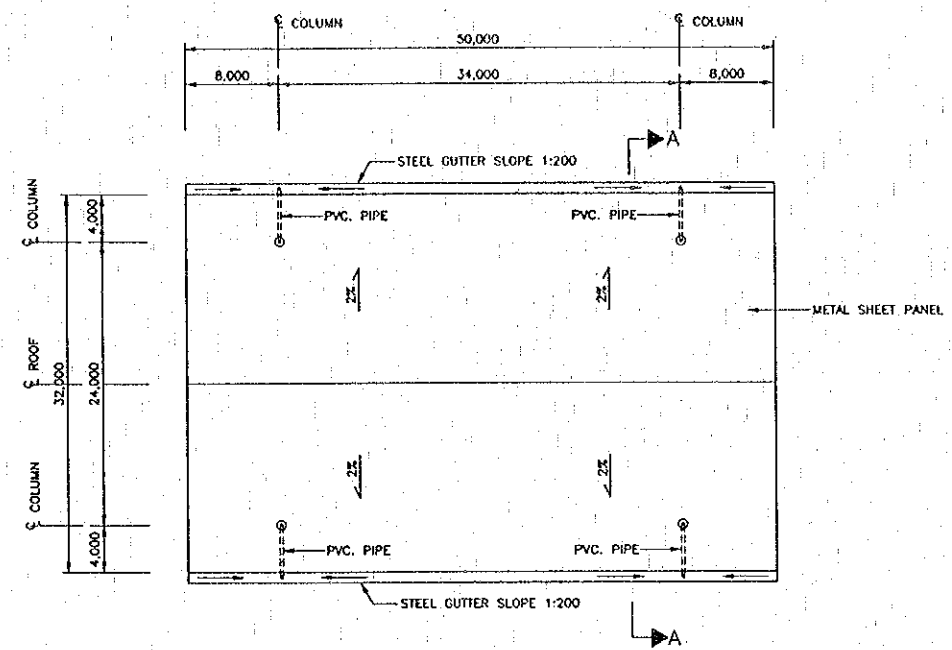 ℄ COLUMN
℄ COLUMN
50,000
8,000
34,000
8,000
A
STEEL GUTTER SLOPE 1:200
℄ COLUMN
4,000
PVC. PIPE
PVC. PIPE
2%
2%
METAL SHEET PANEL
℄ ROOF
32,000
24,000
2%
2%
℄ COLUMN
4,000
PVC. PIPE
PVC. PIPE
STEEL GUTTER SLOPE 1:200
A